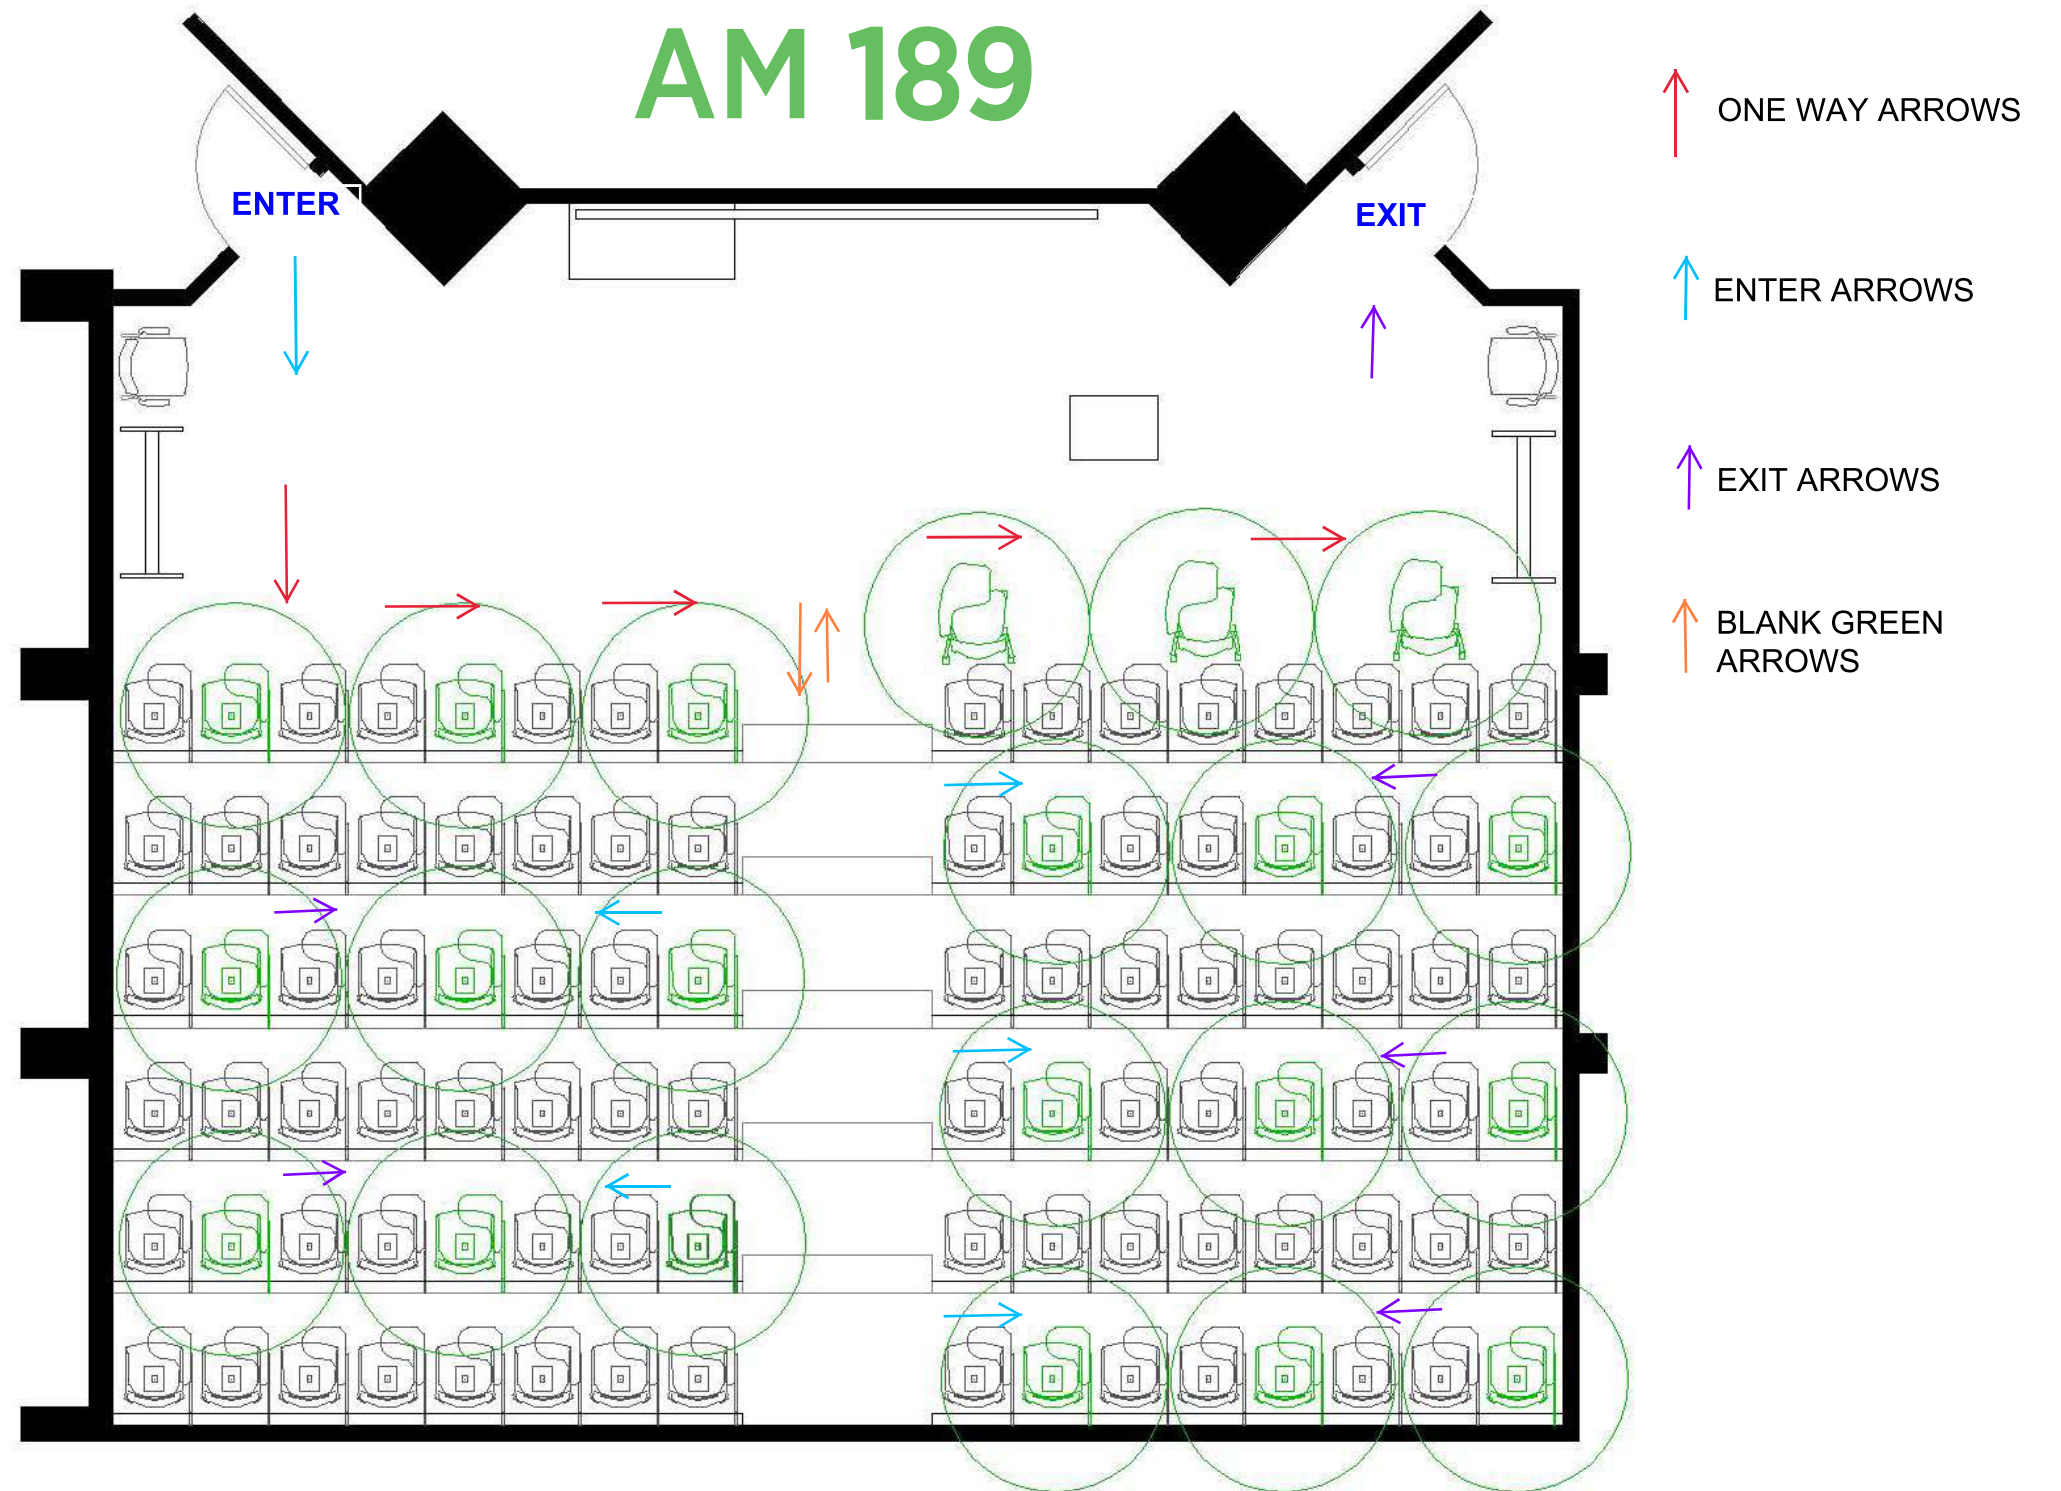 AM 189
ONE WAY ARROWS
ENTER
EXIT
ENTER ARROWS
EXIT ARROWS
BLANK GREEN
ARROWS